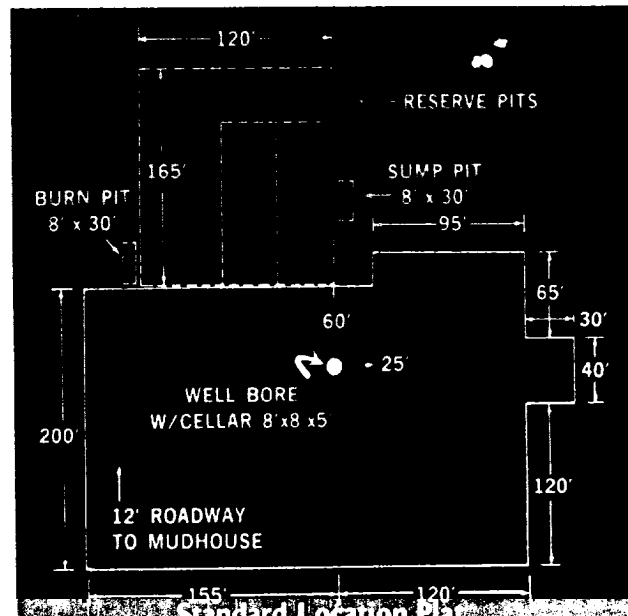 120'
RESERVE PITS
165'
SUMP PIT
8' x 30'
BURN PIT
8' x 30'
95'
65'
60'
30'
25'
40'
WELL BORE
W/CELLAR 8'x8'x5'
200'
120'
12' ROADWAY
TO MUDHOUSE
155'
120'
Standard Location Plat